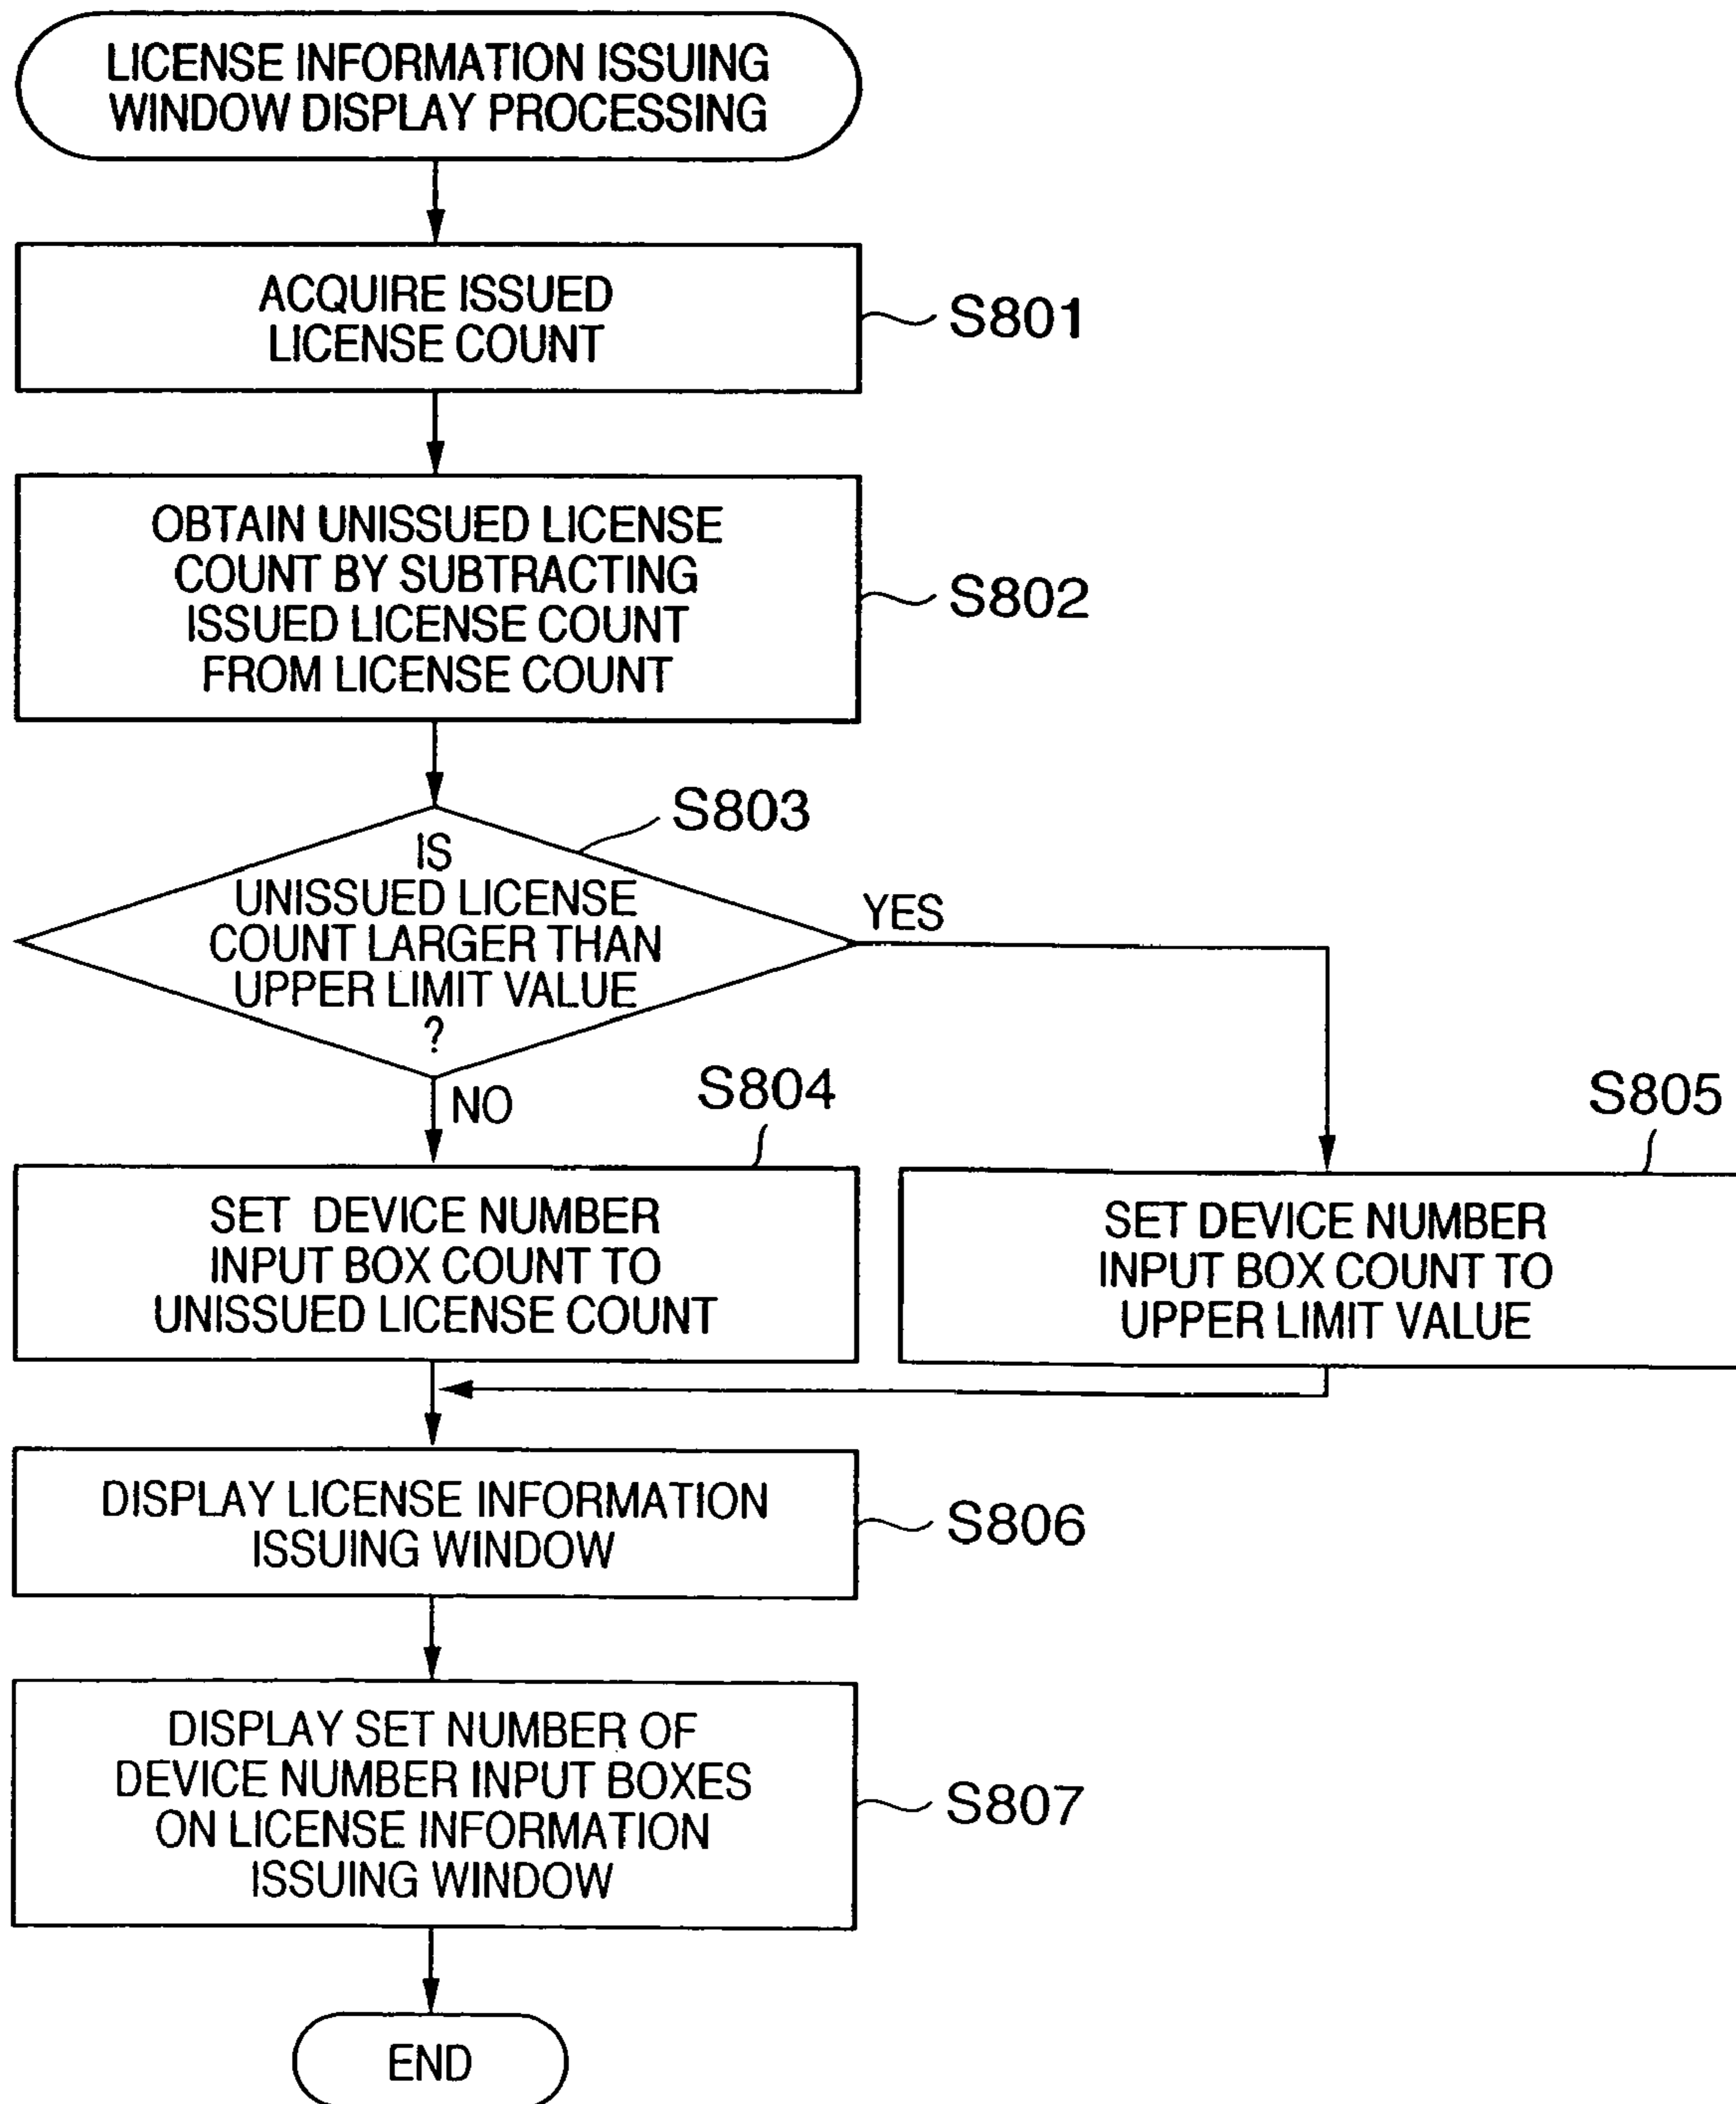 LICENSE INFORMATION ISSUING
WINDOW DISPLAY PROCESSING
ACQUIRE ISSUED
LICENSE COUNT
S801
OBTAIN UNISSUED LICENSE
COUNT BY SUBTRACTING
ISSUED LICENSE COUNT
FROM LICENSE COUNT
S802
S803
IS
UNISSUED LICENSE
COUNT LARGER THAN
UPPER LIMIT VALUE
?
YES
NO
S804
S805
SET DEVICE NUMBER
INPUT BOX COUNT TO
UNISSUED LICENSE COUNT
SET DEVICE NUMBER
INPUT BOX COUNT TO
UPPER LIMIT VALUE
DISPLAY LICENSE INFORMATION
ISSUING WINDOW
S806
DISPLAY SET NUMBER OF
DEVICE NUMBER INPUT BOXES
ON LICENSE INFORMATION
ISSUING WINDOW
S807
END